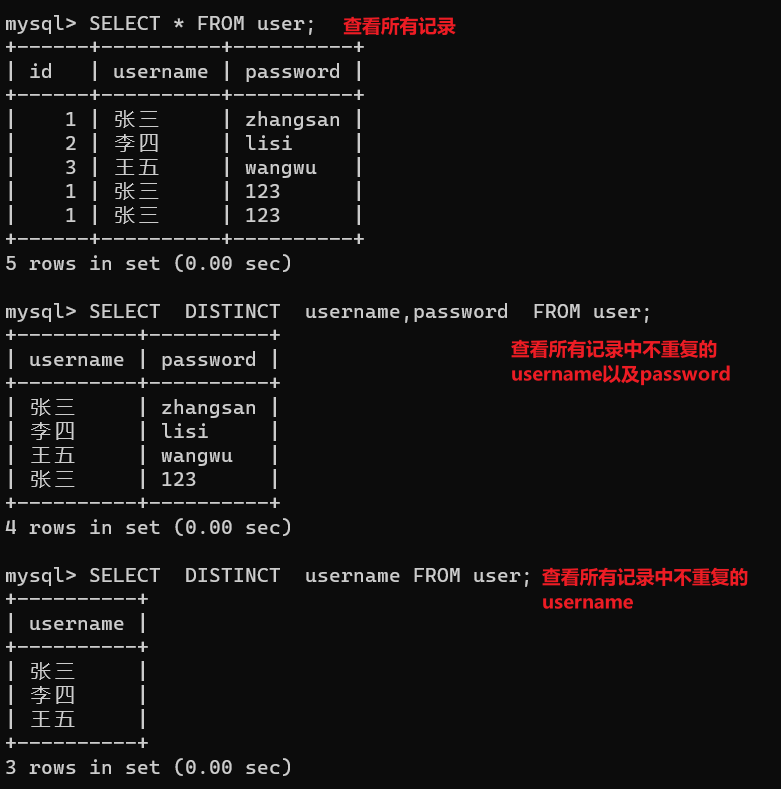 mysql> SELECT * FROM user; 查看所有记录
+------+----------+----------+
| id   | username | password |
+------+----------+----------+
|    1 | 张三     | zhangsan |
|    2 | 李四     | lisi     |
|    3 | 王五     | wangwu   |
|    1 | 张三     | 123      |
|    1 | 张三     | 123      |
+------+----------+----------+
5 rows in set (0.00 sec)
mysql> SELECT  DISTINCT  username,password  FROM user;
+----------+----------+
查看所有记录中不重复的
| username | password |
username以及password
+----------+----------+
| 张三     | zhangsan |
| 李四     | lisi     |
| 王五     | wangwu   |
| 张三     | 123      |
+----------+----------+
4 rows in set (0.00 sec)
mysql> SELECT  DISTINCT  username FROM user; 查看所有记录中不重复的
username
+----------+
| username |
+----------+
| 张三     |
| 李四     |
| 王五     |
+----------+
3 rows in set (0.00 sec)